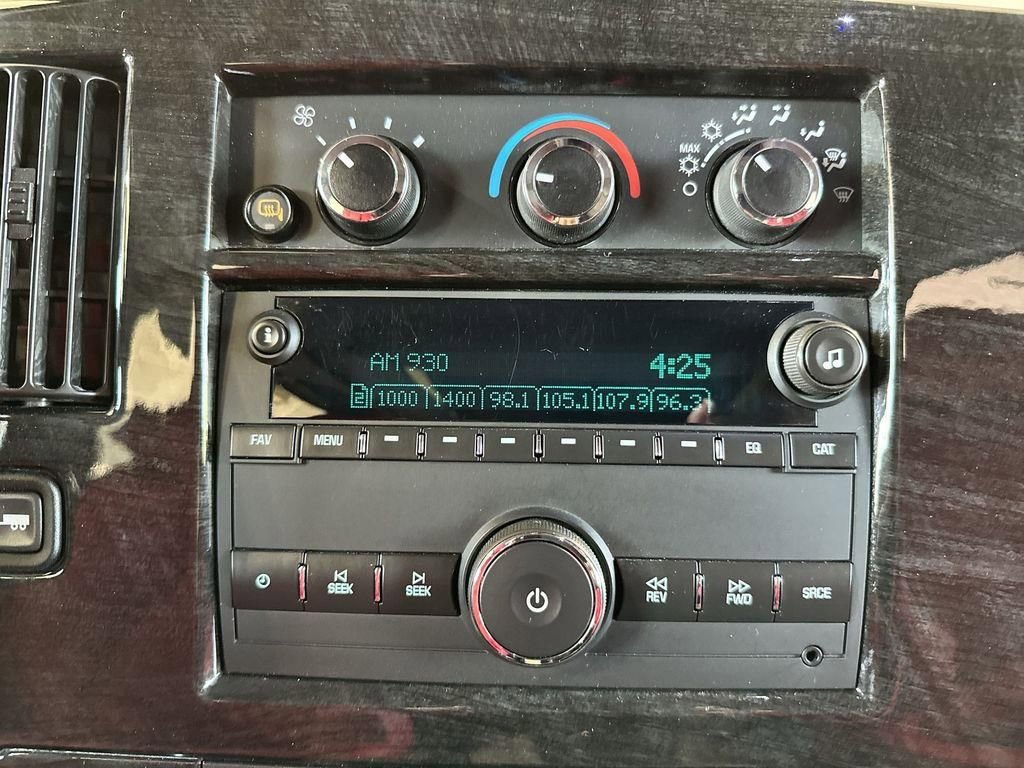 MAX
AM 930 4:25
2 1000 1400 98.1 105.1 107.9 96.3
FAV MENU EQ CAT
SEEK SEEK REV FWD SRCE